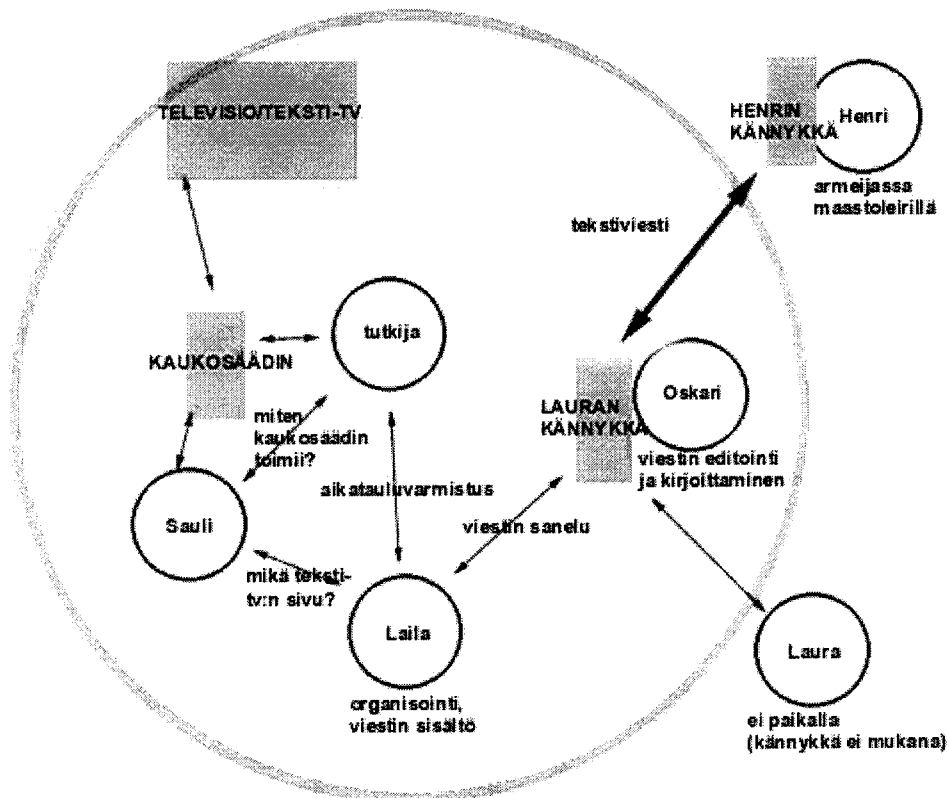 TELEVISIO/TEKSTI-TV
HENRIN
KÄNNYKKÄ
Henri
armeijassa
maastoleirillä
tekstiviesti
tutkija
KAUKOSÄÄDIN
miten
kaukosäädin
toimii?
LAURAN
KÄNNYKKÄ
Oskari
viestin editointi
ja kirjoittaminen
aikatauluvarmistus
viestin sanelu
Sauli
mikä teksti-
tv:n sivu?
Laila
organisointi,
viestin sisältö
Laura
ei paikalla
(kännykkä ei mukana)